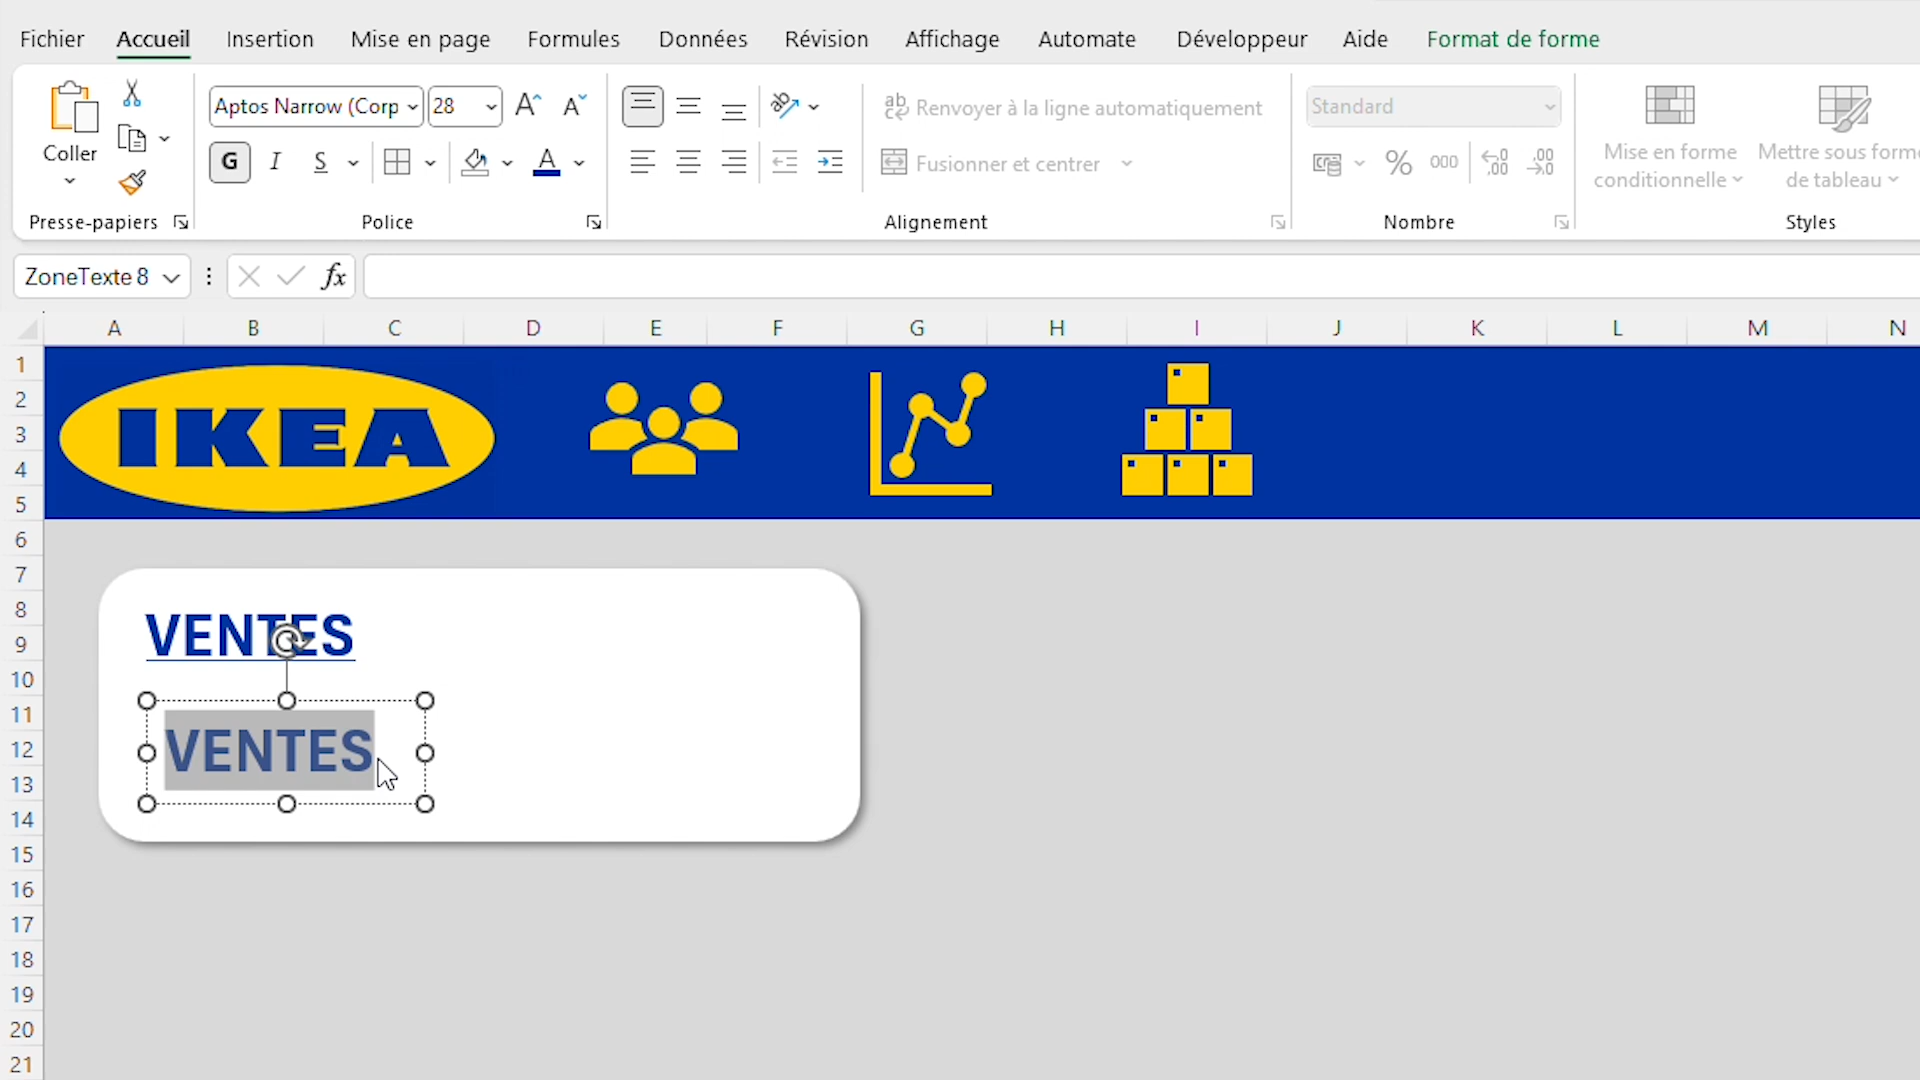 Fichier Accueil Insertion Mise en page Formules Données Révision Affichage Automate Développeur Aide Format de forme
Coller
Aptos Narrow (Corp 28 A A
G I S A
ab Renvoyer à la ligne automatiquement
Fusionner et centrer
Standard
% 000 ,00 ,00
Mise en forme conditionnelle
Mettre sous forme de tableau
Presse-papiers Police Alignement Nombre Styles
ZoneTexte 8 fx
A B C D E F G H I J K L M N
1
2
3
4
5
6
7
8
9
10
11
12
13
14
15
16
17
18
19
20
21
IKEA
VENTES
VENTES